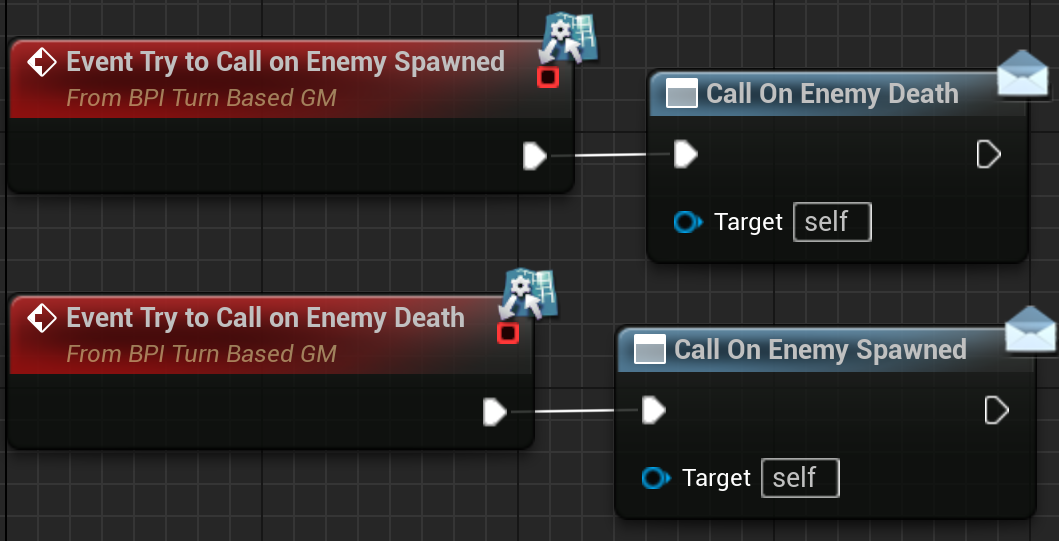 Event Try to Call on Enemy Spawned
From BPI Turn Based GM
Call On Enemy Death
Target self
Event Try to Call on Enemy Death
From BPI Turn Based GM
Call On Enemy Spawned
Target self